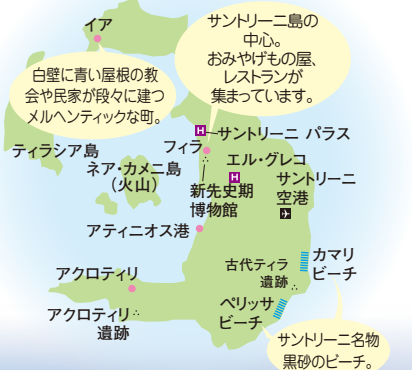 イア
サントリーニ島の
中心。
おみやげもの屋、
レストランが
集まっています。
白壁に青い屋根の教
会や民家が段々に建つ
メルヘンティックな町。
H
サントリーニ パラス
ティラシア島
フィラ
ネア・カメニ島
（火山）
エル・グレコ
H
サントリーニ
空港
新先史期
博物館
アティニオス港
古代ティラ
遺跡
カマリ
ビーチ
アクロティリ
ペリッサ
ビーチ
アクロティリ
遺跡
サントリーニ名物
黒砂のビーチ。